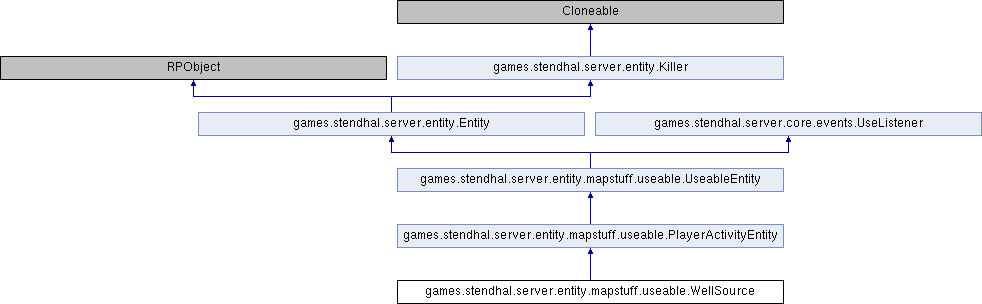 Cloneable
RPObject
games.stendhal.server.entity.Killer
games.stendhal.server.entity.Entity
games.stendhal.server.core.events.UseListener
games.stendhal.server.entity.mapstuff.useable.UseableEntity
games.stendhal.server.entity.mapstuff.useable.PlayerActivityEntity
games.stendhal.server.entity.mapstuff.useable.WellSource